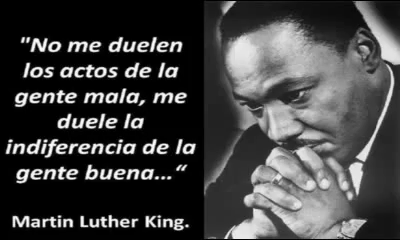 "No me duelen
los actos de la
gente mala, me
duele la
indiferencia de la
gente buena...“
Martin Luther King.